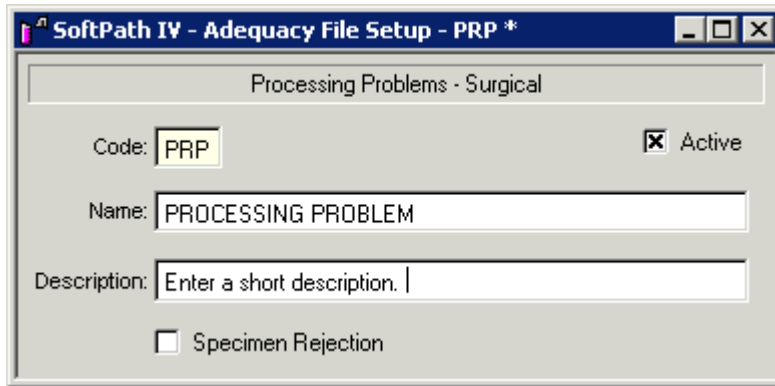 SoftPath IV - Adequacy File Setup - PRP *
Processing Problems - Surgical
Code: PRP Active
Name: PROCESSING PROBLEM
Description: Enter a short description.
Specimen Rejection